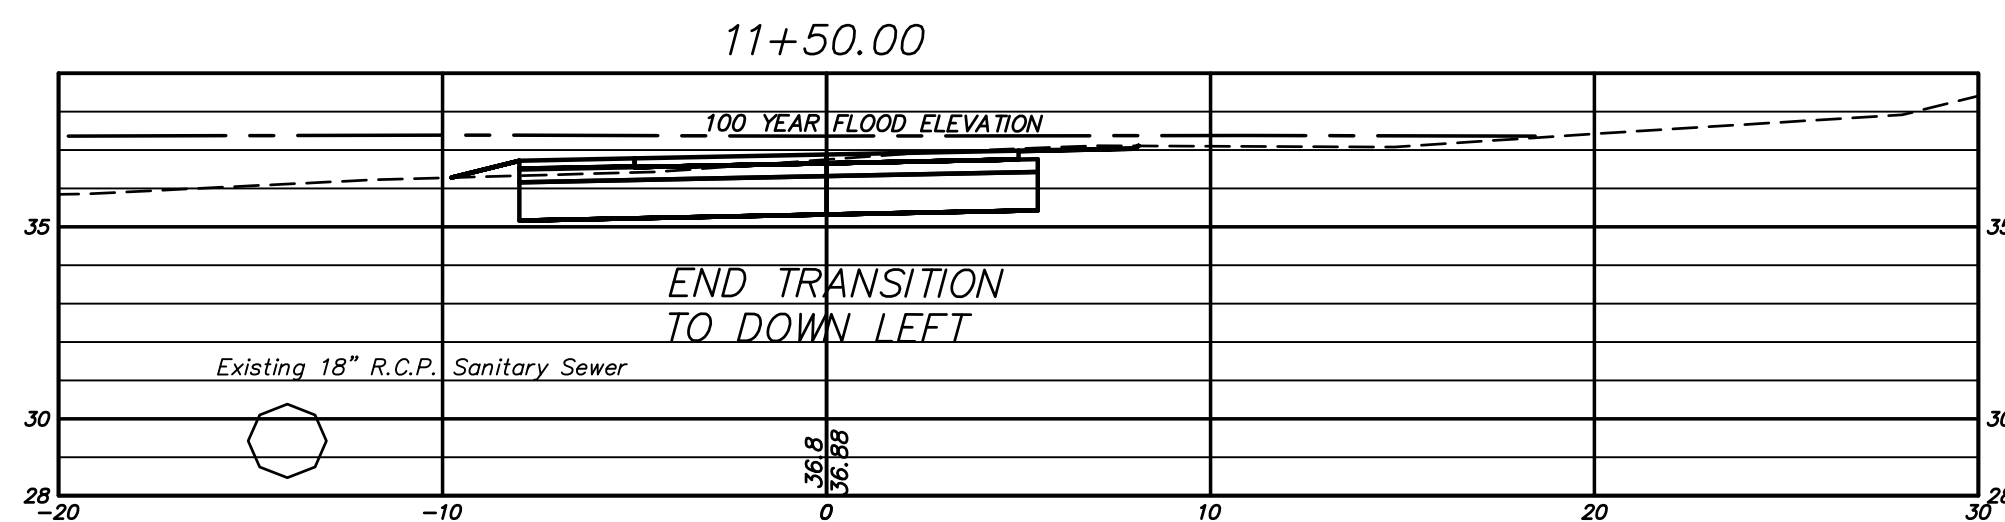 11+50.00
100 YEAR FLOOD ELEVATION
35 35
END TRANSITION
TO DOWN LEFT
Existing 18" R.C.P. Sanitary Sewer
30 30
36.8
36.88
28 28
-20 -10 0 10 20 30